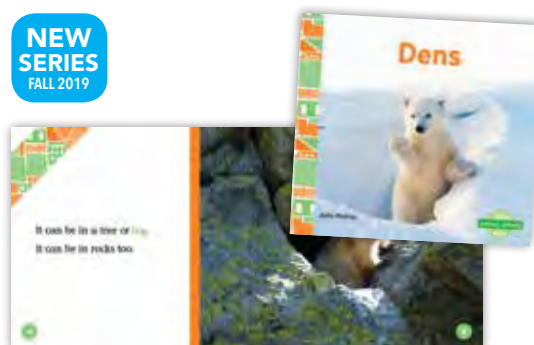 NEW
SERIES
FALL 2019
Dens
It can be in a tree or log.
It can be in rocks too.